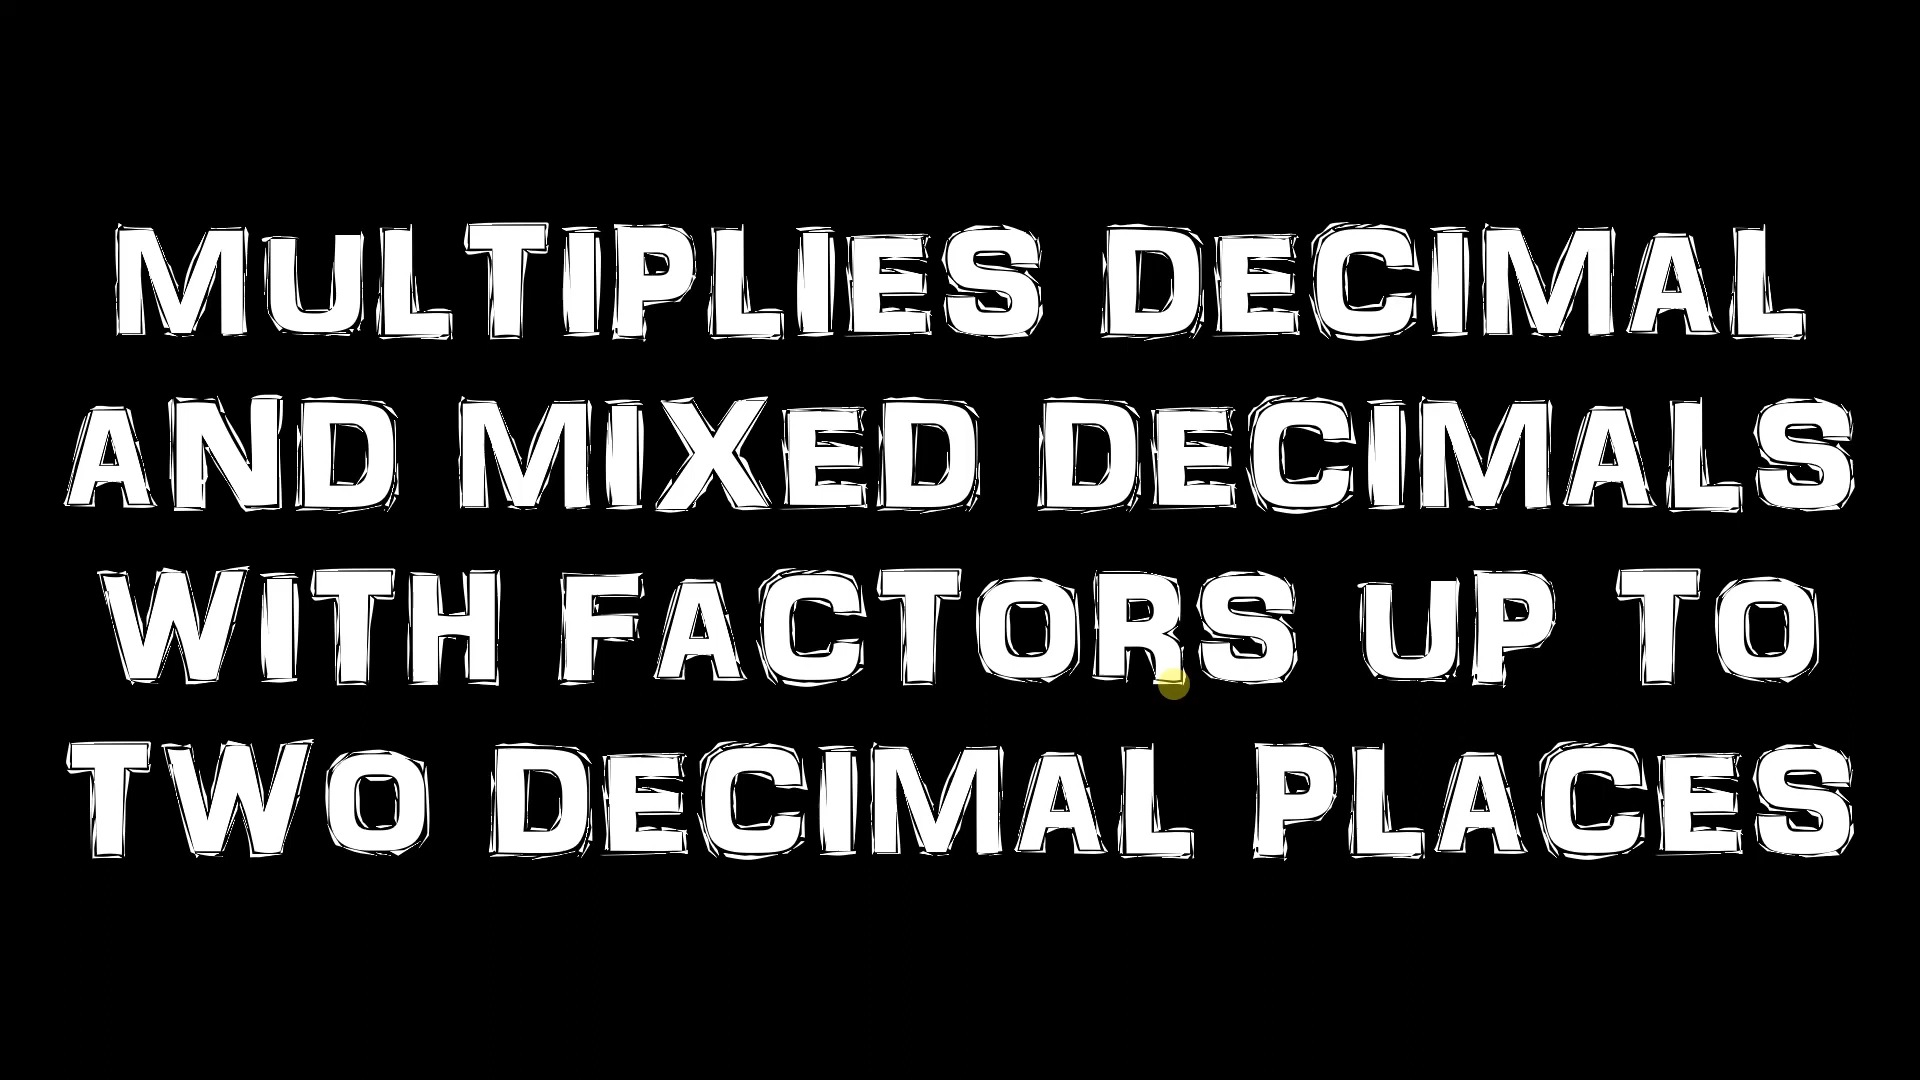 MULTIPLIES DECIMAL
AND MIXED DECIMALS
WITH FACTORS UP TO
TWO DECIMAL PLACES